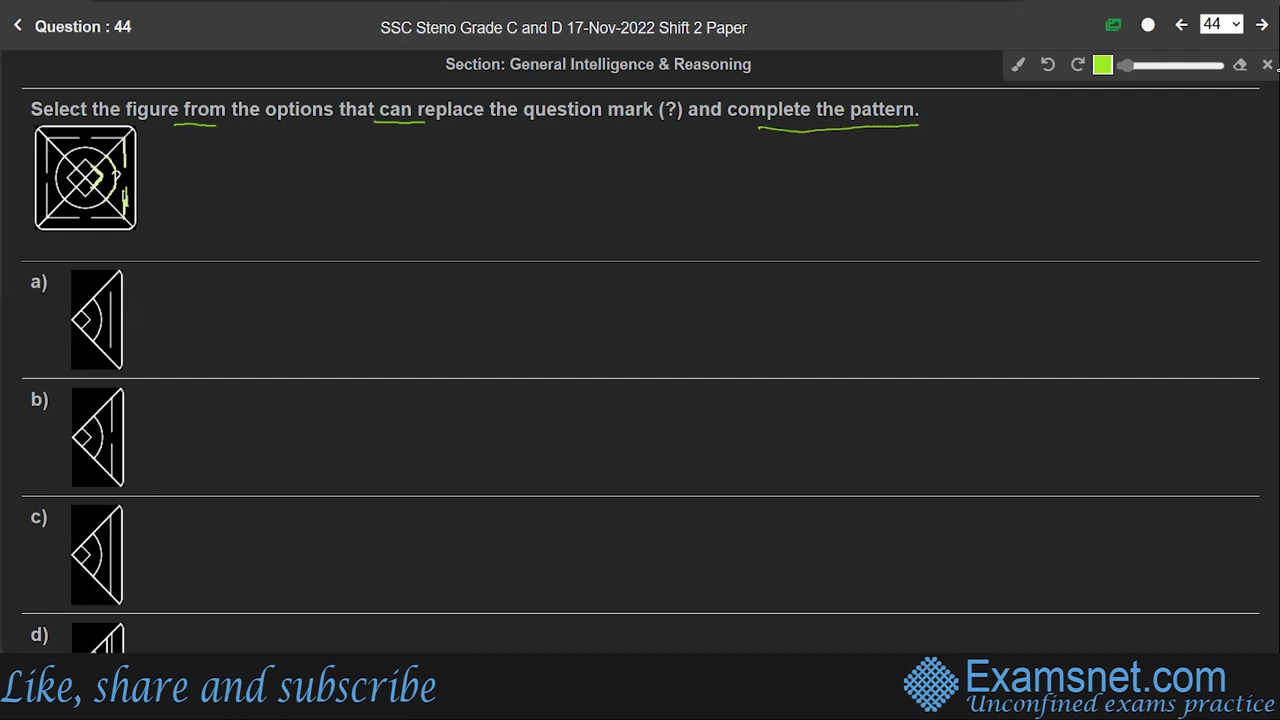 Question : 44
SSC Steno Grade C and D 17-Nov-2022 Shift 2 Paper
44
Section: General Intelligence & Reasoning
Select the figure from the options that can replace the question mark (?) and complete the pattern.
?
a)
b)
c)
d)
Like, share and subscribe
Examsnet.com
Unconfined exams practice